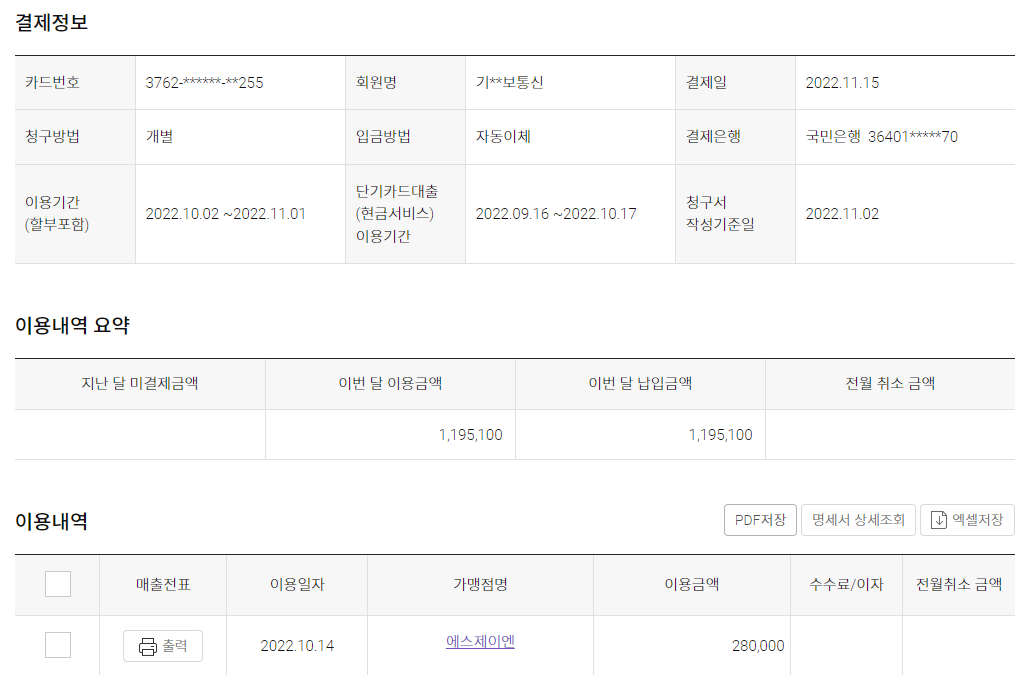 결제정보
카드번호 3762-******-**255 회원명 기**보통신 결제일 2022.11.15
청구방법 개별 입금방법 자동이체 결제은행 국민은행 36401*****70
이용기간
(할부포함)
2022.10.02 ~2022.11.01
단기카드대출
(현금서비스)
이용기간
2022.09.16 ~2022.10.17
청구서
작성기준일
2022.11.02
이용내역 요약
지난 달 미결제금액 이번 달 이용금액 이번 달 납입금액 전월 취소 금액
1,195,100 1,195,100
이용내역 PDF저장 명세서 상세조회 엑셀저장
매출전표 이용일자 가맹점명 이용금액 수수료/이자 전월취소 금액
출력 2022.10.14 에스제이엔 280,000